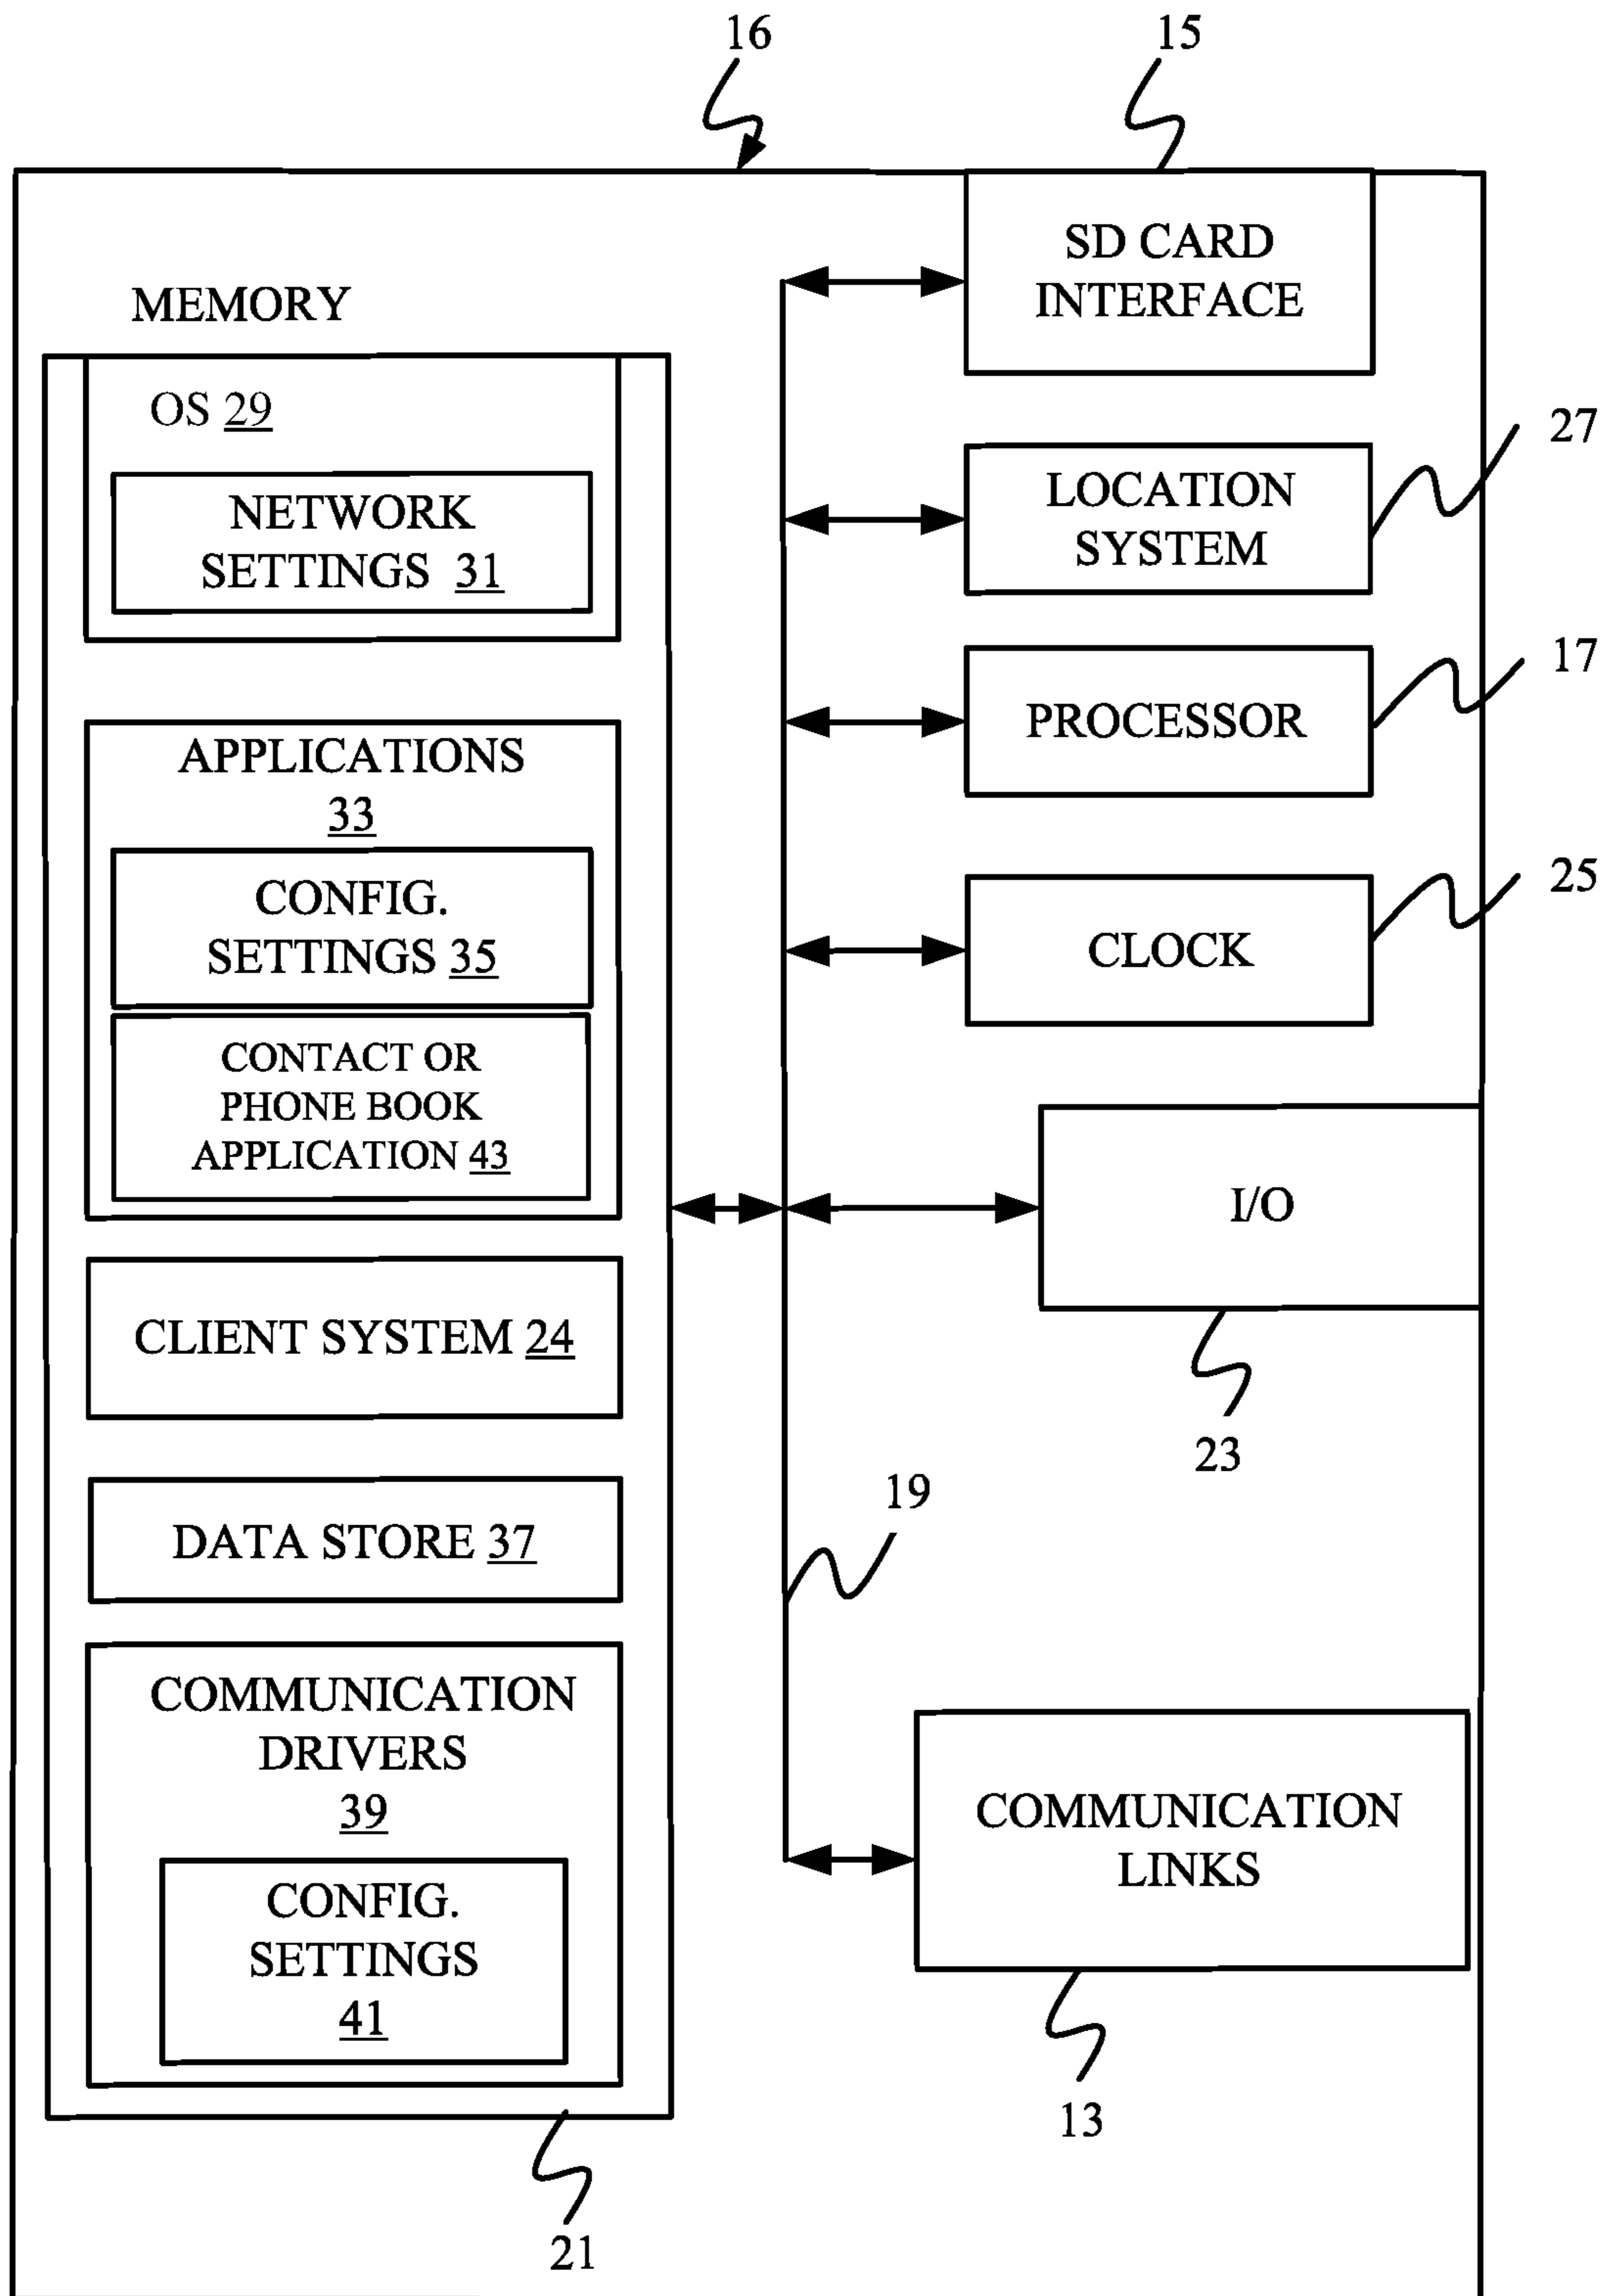 16
15
SD CARD
INTERFACE
MEMORY
OS 29
NETWORK
SETTINGS 31
27
LOCATION
SYSTEM
17
PROCESSOR
APPLICATIONS
33
CONFIG.
SETTINGS 35
25
CLOCK
CONTACT OR
PHONE BOOK
APPLICATION 43
I/O
23
CLIENT SYSTEM 24
19
DATA STORE 37
COMMUNICATION
DRIVERS
39
CONFIG.
SETTINGS
41
COMMUNICATION
LINKS
13
21